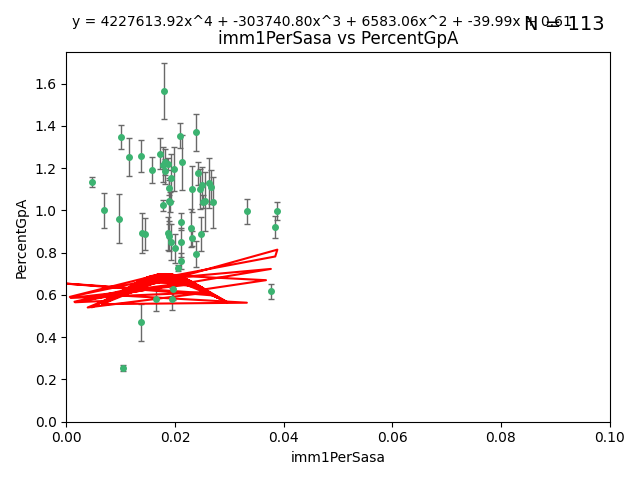 y = 4227613.92x^4 + -303740.80x^3 + 6583.06x^2 + -39.99x + 0.61
N = 113
imm1PerSasa vs PercentGpA
PercentGpA
1.6
1.4
1.2
1.0
0.8
0.6
0.4
0.2
0.0
0.00 0.02 0.04 0.06 0.08 0.10
imm1PerSasa